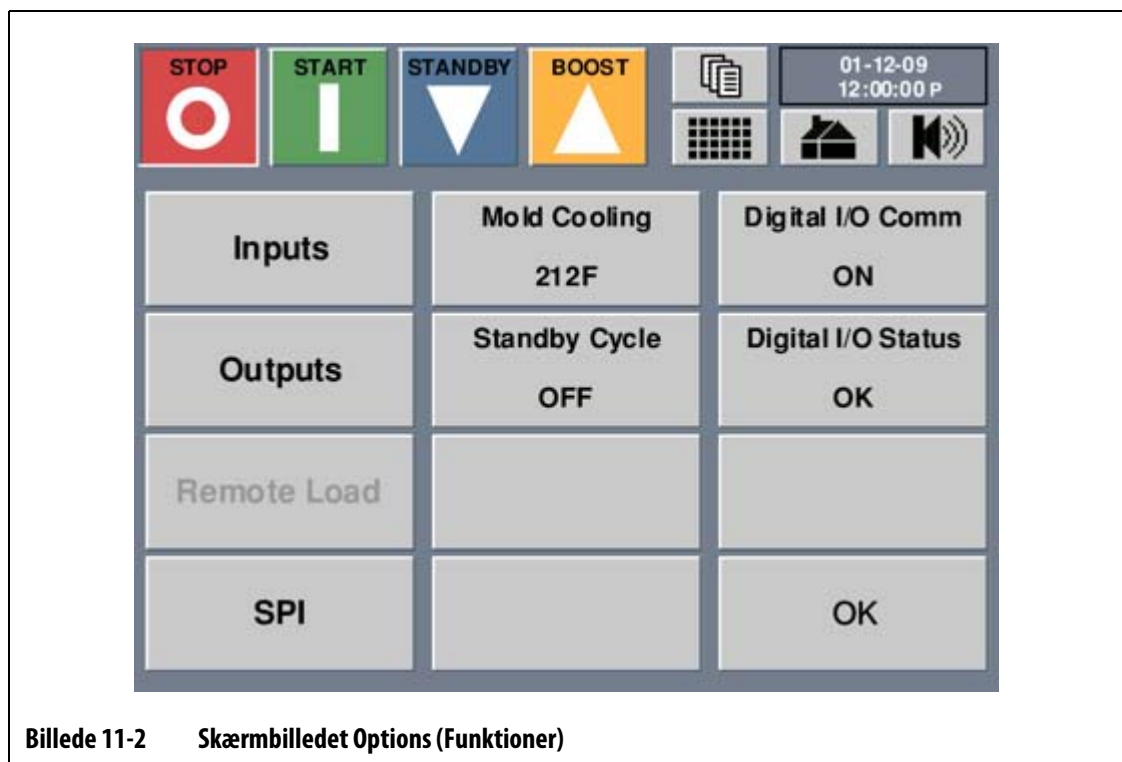 STOP START STANDBY BOOST 01-12-09
12:00:00 P
Inputs
Mold Cooling
212F
Digital I/O Comm
ON
Outputs
Standby Cycle
OFF
Digital I/O Status
OK
Remote Load
SPI
OK
Billede 11-2 Skærmbilledet Options (Funktioner)